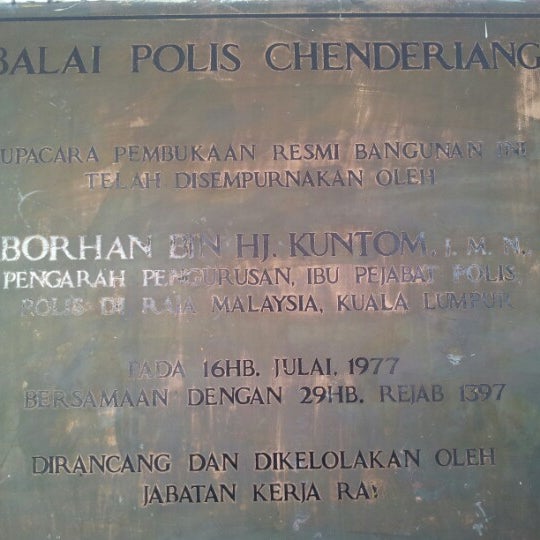 BALAI POLIS CHENDERIANG
UPACARA PEMBUKAAN RESMI BANGUNAN INI
TELAH DISEMPURNAKAN OLEH
BORHAN BIN HJ. KUNTOM, J. M. N.
PENGARAH PENGURUSAN, IBU PEJABAT POLIS,
POLIS DI RAJA MALAYSIA, KUALA LUMPUR
PADA 16HB. JULAI, 1977
BERSAMAAN DENGAN 29HB. REJAB 1397
DIRANCANG DAN DIKELOLAKAN OLEH
JABATAN KERJA RAY